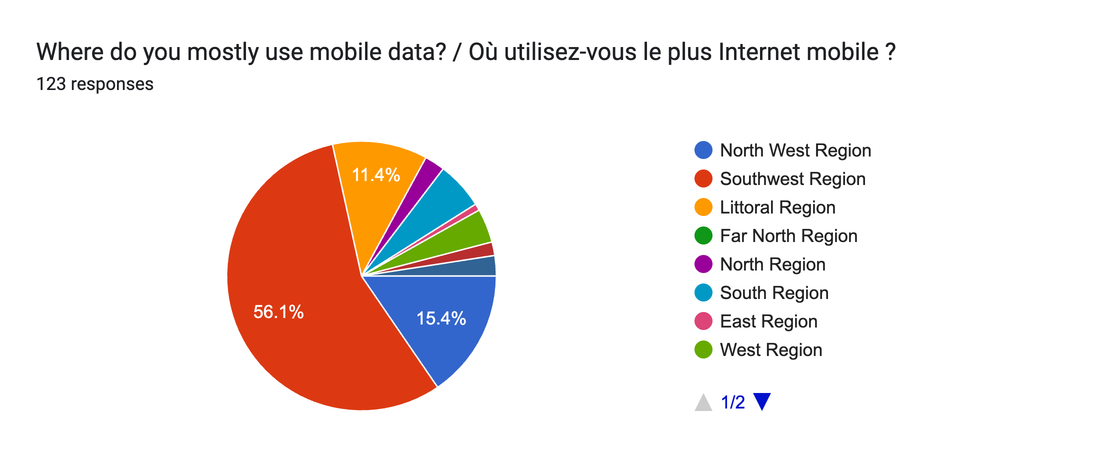 Where do you mostly use mobile data? / Où utilisez-vous le plus Internet mobile ?
123 responses
11.4%
56.1%
15.4%
North West Region
Southwest Region
Littoral Region
Far North Region
North Region
South Region
East Region
West Region
1/2